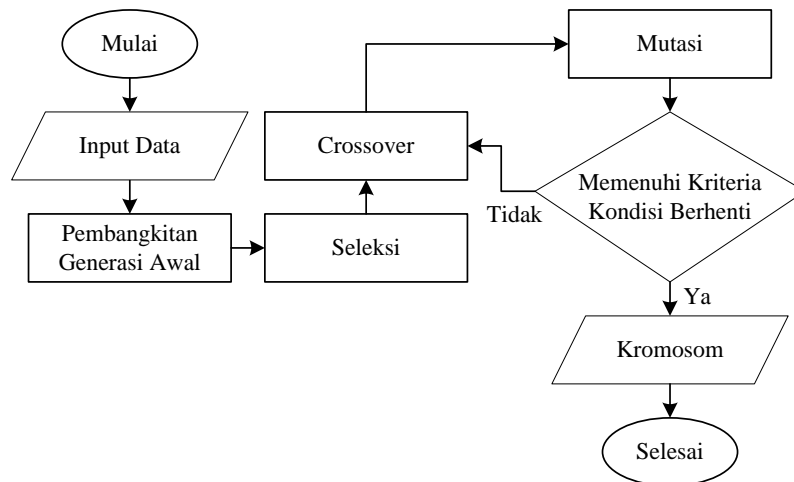 Mulai
Input Data
Pembangkitan
Generasi Awal
Seleksi
Crossover
Mutasi
Memenuhi Kriteria
Kondisi Berhenti
Tidak
Ya
Kromosom
Selesai